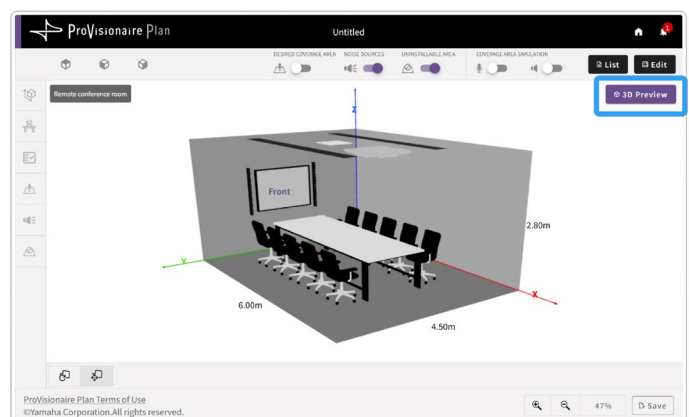 ProVisionaire Plan
Untitled
1
DESIRED COVERAGE AREA
NOISE SOURCES
UNINSTALLABLE AREA
COVERAGE AREA SIMULATION
List
Edit
Remote conference room
3D Preview
Z
Front
2.80m
Y
X
6.00m
4.50m
ProVisionaire Plan Terms of Use
©Yamaha Corporation.All rights reserved.
47%
Save